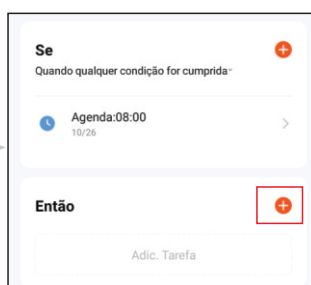 Se
Quando qualquer condição for cumprida
Agenda:08:00
10/26
Então
Adic. Tarefa